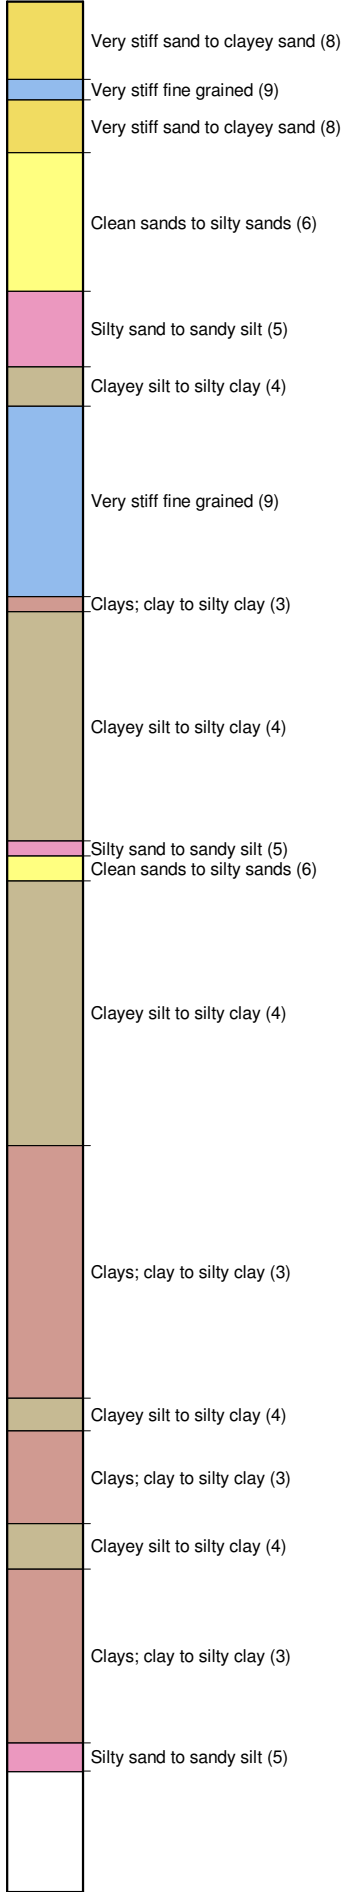 Very stiff sand to clayey sand (8)
Very stiff fine grained (9)
Very stiff sand to clayey sand (8)
Clean sands to silty sands (6)
Silty sand to sandy silt (5)
Clayey silt to silty clay (4)
Very stiff fine grained (9)
Clays; clay to silty clay (3)
Clayey silt to silty clay (4)
Silty sand to sandy silt (5)
Clean sands to silty sands (6)
Clayey silt to silty clay (4)
Clays; clay to silty clay (3)
Clayey silt to silty clay (4)
Clays; clay to silty clay (3)
Clayey silt to silty clay (4)
Clays; clay to silty clay (3)
Silty sand to sandy silt (5)